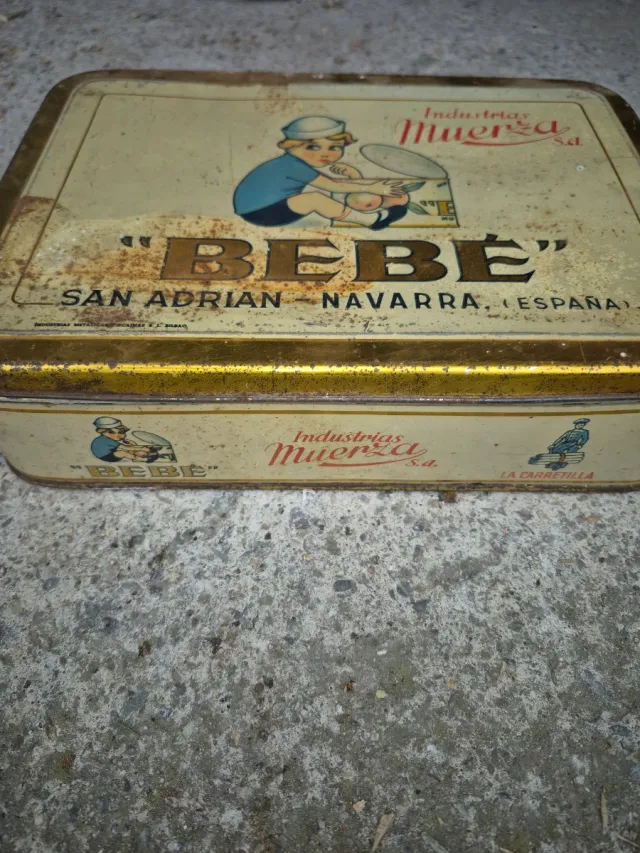 Industrias
Muerza
S.a.
"E
"BEBÉ"
SAN ADRIAN - NAVARRA. (ESPAÑA).
"BEBÉ"
Industrias
Muerza
S.a.
LA CARRETILLA